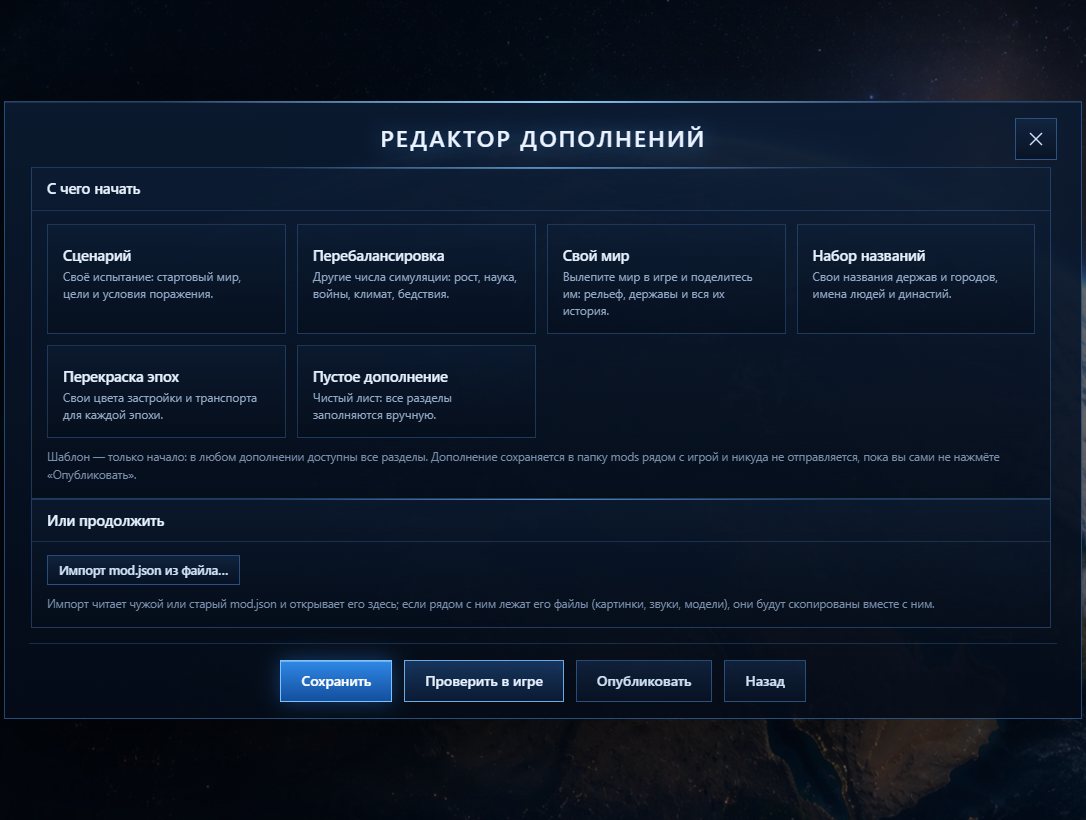 РЕДАКТОР ДОПОЛНЕНИЙ
С чего начать
Сценарий
Своё испытание: стартовый мир,
цели и условия поражения.
Перебалансировка
Другие числа симуляции: рост, наука,
войны, климат, бедствия.
Свой мир
Вылепите мир в игре и поделитесь
им: рельеф, державы и вся их
история.
Набор названий
Свои названия держав и городов,
имена людей и династий.
Перекраска эпох
Свои цвета застройки и транспорта
для каждой эпохи.
Пустое дополнение
Чистый лист: все разделы
заполняются вручную.
Шаблон — только начало: в любом дополнении доступны все разделы. Дополнение сохраняется в папку mods рядом с игрой и никуда не отправляется, пока вы сами не нажмёте
«Опубликовать».
Или продолжить
Импорт mod.json из файла...
Импорт читает чужой или старый mod.json и открывает его здесь; если рядом с ним лежат его файлы (картинки, звуки, модели), они будут скопированы вместе с ним.
Сохранить
Проверить в игре
Опубликовать
Назад